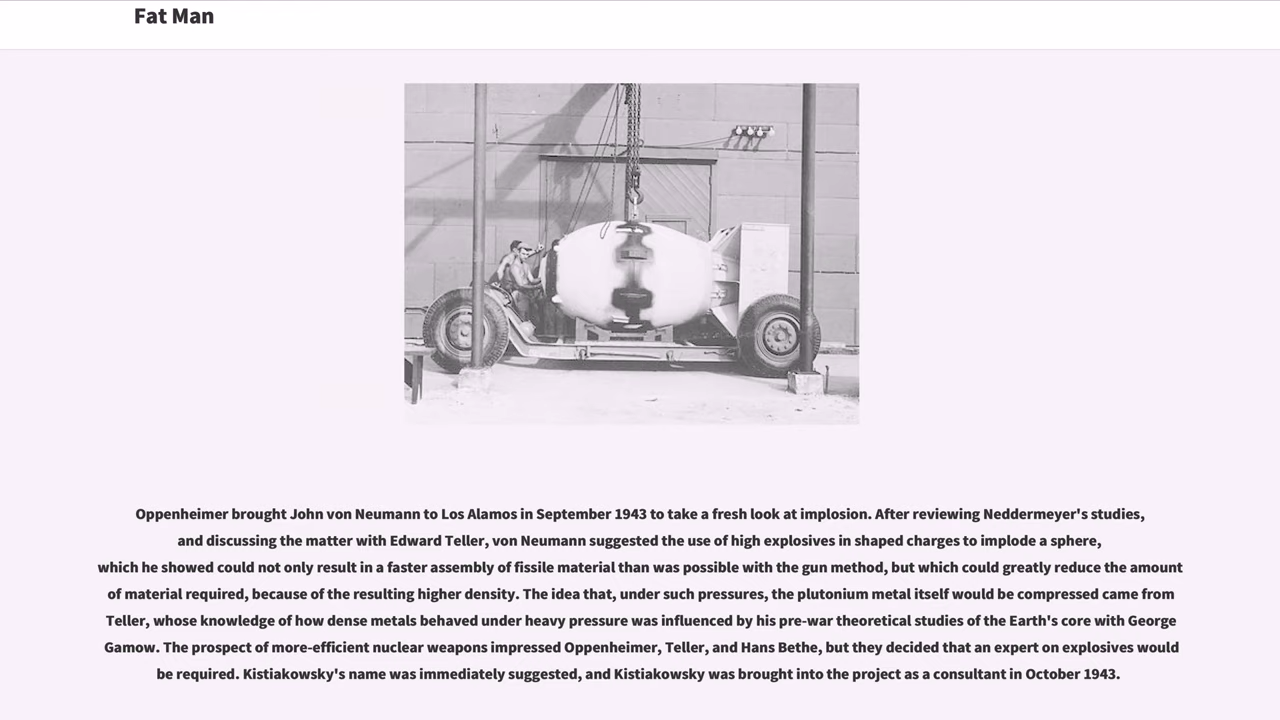 Fat Man
Oppenheimer brought John von Neumann to Los Alamos in September 1943 to take a fresh look at implosion. After reviewing Neddermeyer's studies,
and discussing the matter with Edward Teller, von Neumann suggested the use of high explosives in shaped charges to implode a sphere,
which he showed could not only result in a faster assembly of fissile material than was possible with the gun method, but which could greatly reduce the amount
of material required, because of the resulting higher density. The idea that, under such pressures, the plutonium metal itself would be compressed came from
Teller, whose knowledge of how dense metals behaved under heavy pressure was influenced by his pre-war theoretical studies of the Earth's core with George
Gamow. The prospect of more-efficient nuclear weapons impressed Oppenheimer, Teller, and Hans Bethe, but they decided that an expert on explosives would
be required. Kistiakowsky's name was immediately suggested, and Kistiakowsky was brought into the project as a consultant in October 1943.